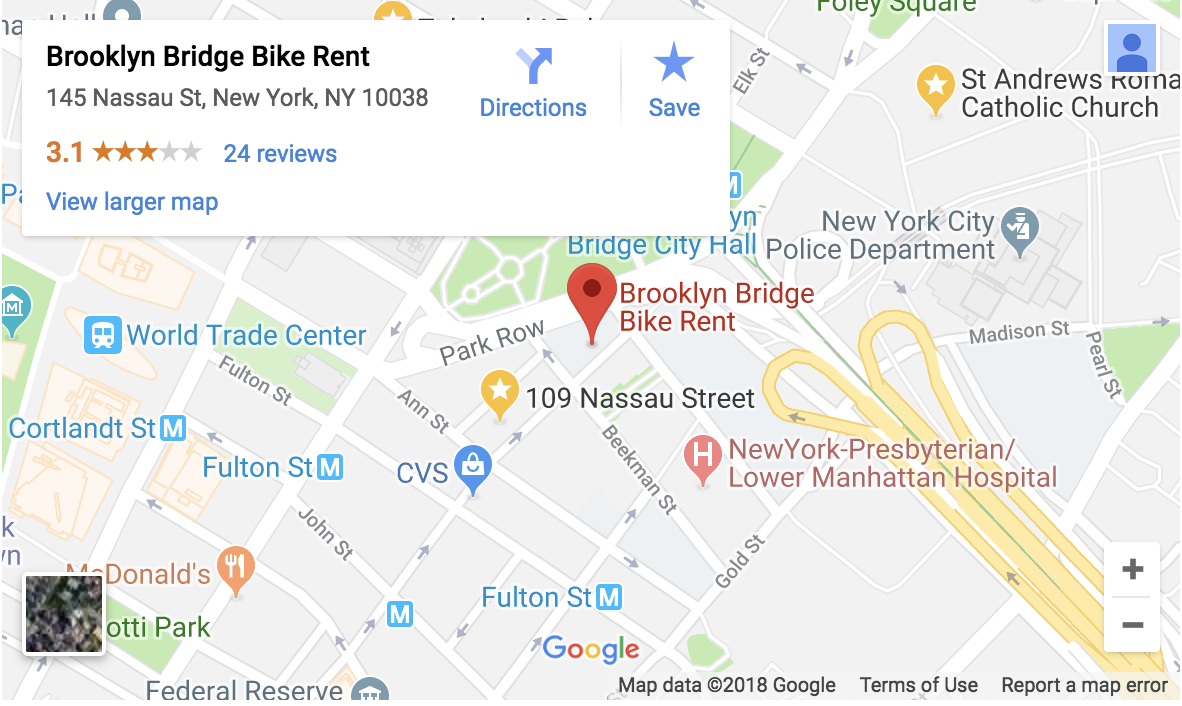 Foley Square
Brooklyn Bridge Bike Rent
145 Nassau St, New York, NY 10038
3.1
24 reviews
View larger map
Directions
Save
Elk St
St Andrews Roma
Catholic Church
New York City
Police Department
yn
Bridge City Hall
Brooklyn Bridge
Bike Rent
World Trade Center
Park Row
Madison St
Pearl St
Fulton St
Ann St
109 Nassau Street
Cortlandt St M
Fulton St M
CVS
Beekman St
H
NewYork-Presbyterian/
Lower Manhattan Hospital
John St
Gold St
McDonald's
Fulton St M
M
otti Park
Google
Federal Reserve
Map data ©2018 Google
Terms of Use
Report a map error